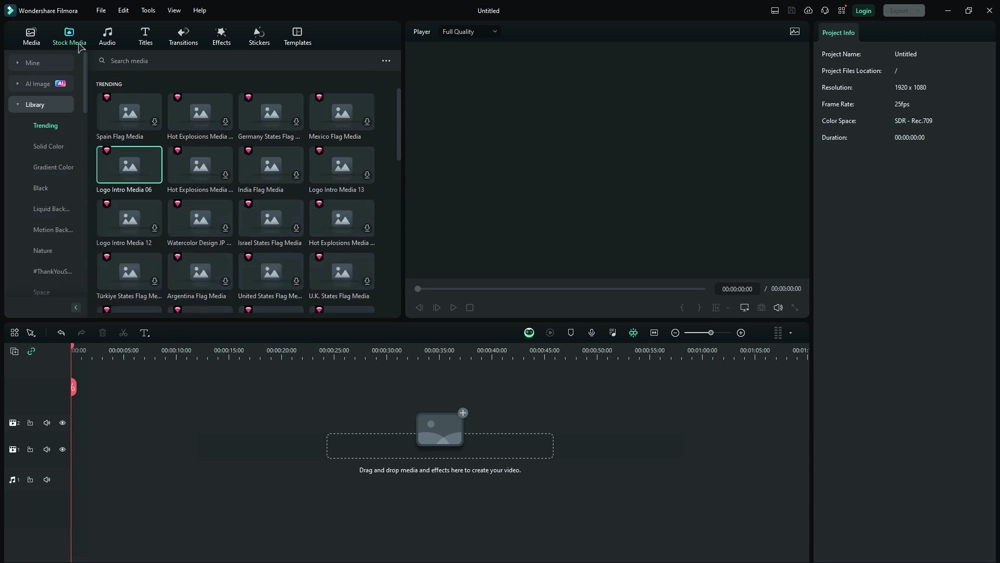 Wondershare Filmora
File
Edit
Tools
View
Help
Untitled
Login
Export
Media
Stock Media
Audio
Titles
Transitions
Effects
Stickers
Templates
Player
Full Quality
Project Info
Mine
Search media
AI Image
AI
Library
TRENDING
Trending
Solid Color
Gradient Color
Black
Liquid Back...
Motion Back...
Nature
#ThankYouS...
Space
Spain Flag Media
Hot Explosions Media ...
Germany States Flag ...
Mexico Flag Media
Logo Intro Media 06
Hot Explosions Media ...
India Flag Media
Logo Intro Media 13
Logo Intro Media 12
Watercolor Design JP ...
Israel States Flag Media
Hot Explosions Media ...
Türkiye States Flag Me...
Argentina Flag Media
United States Flag Me...
U.K. States Flag Media
Project Name: Untitled
Project Files Location: /
Resolution: 1920 x 1080
Frame Rate: 25fps
Color Space: SDR - Rec.709
Duration: 00:00:00:00
00:00:00:00 / 00:00:00:00
00:00 00:00:05:00 00:00:10:00 00:00:15:00 00:00:20:00 00:00:25:00 00:00:30:00 00:00:35:00 00:00:40:00 00:00:45:00 00:00:50:00 00:00:55:00 00:01:00:00 00:01:05:00 00:01:
2
1
1
Drag and drop media and effects here to create your video.